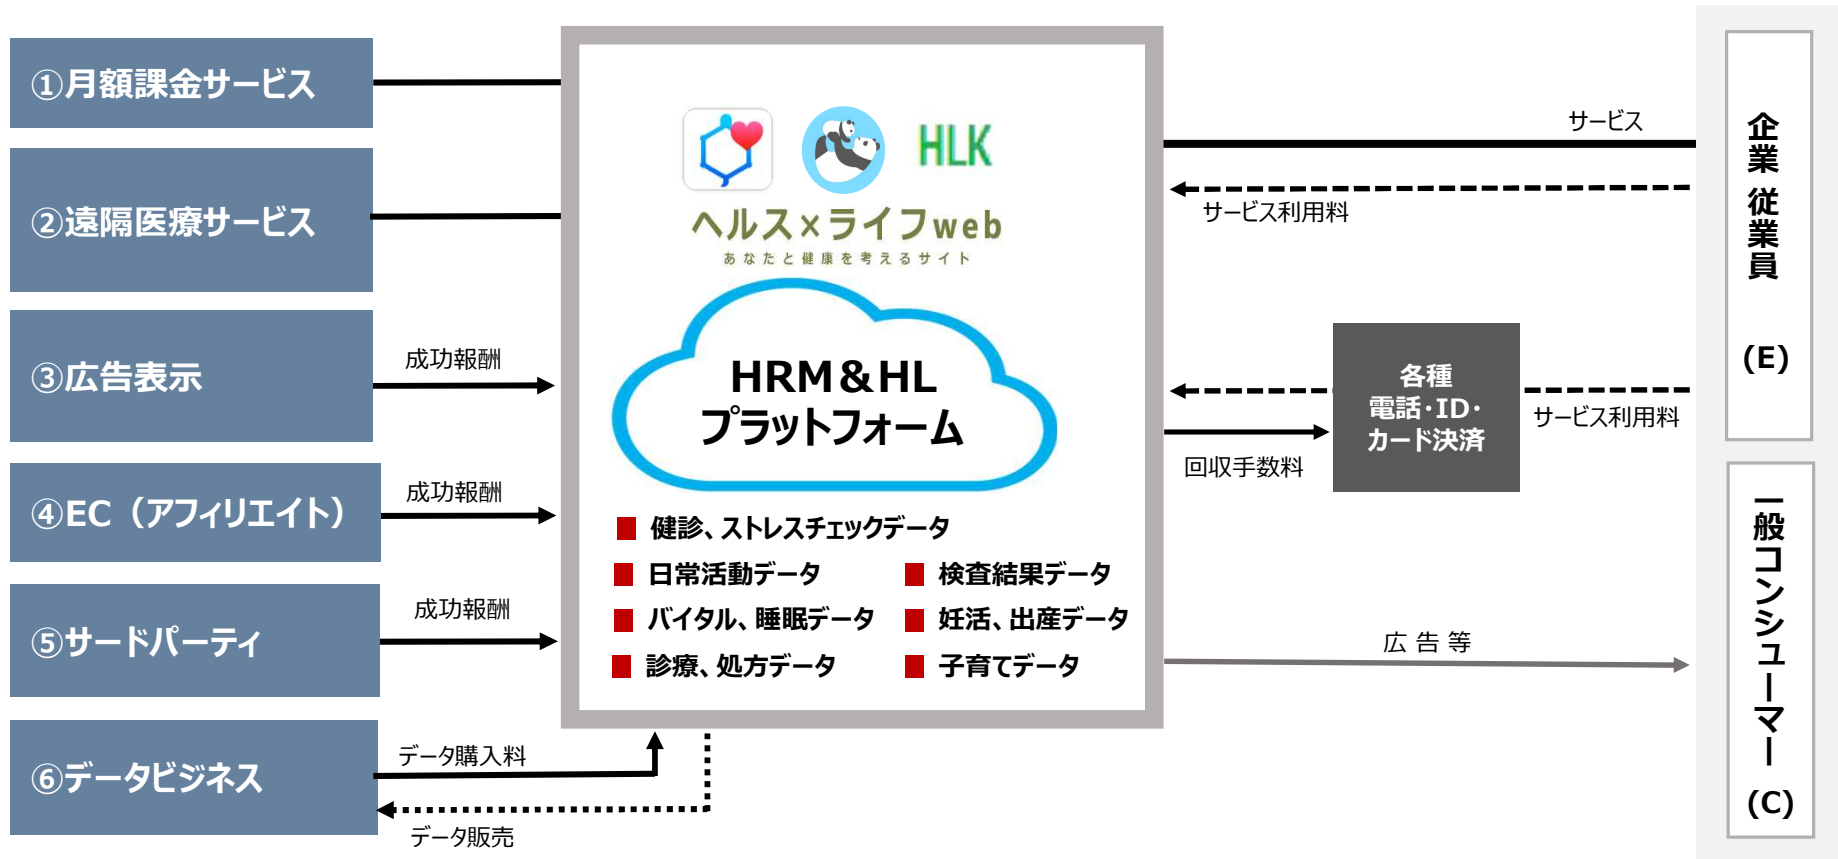 ①月額課金サービス
②遠隔医療サービス
③広告表示
④EC（アフィリエイト）
⑤サードパーティ
⑥データビジネス
成功報酬
成功報酬
成功報酬
データ購入料
データ販売
HLK
ヘルス×ライフweb
あなたと健康を考えるサイト
HRM＆HL
プラットフォーム
健診、ストレスチェックデータ
日常活動データ
検査結果データ
バイタル、睡眠データ
妊活、出産データ
診療、処方データ
子育てデータ
サービス
サービス利用料
各種
電話・ID・
カード決済
サービス利用料
回収手数料
広告等
企業 従業員
(E)
一般コンシューマー
(C)